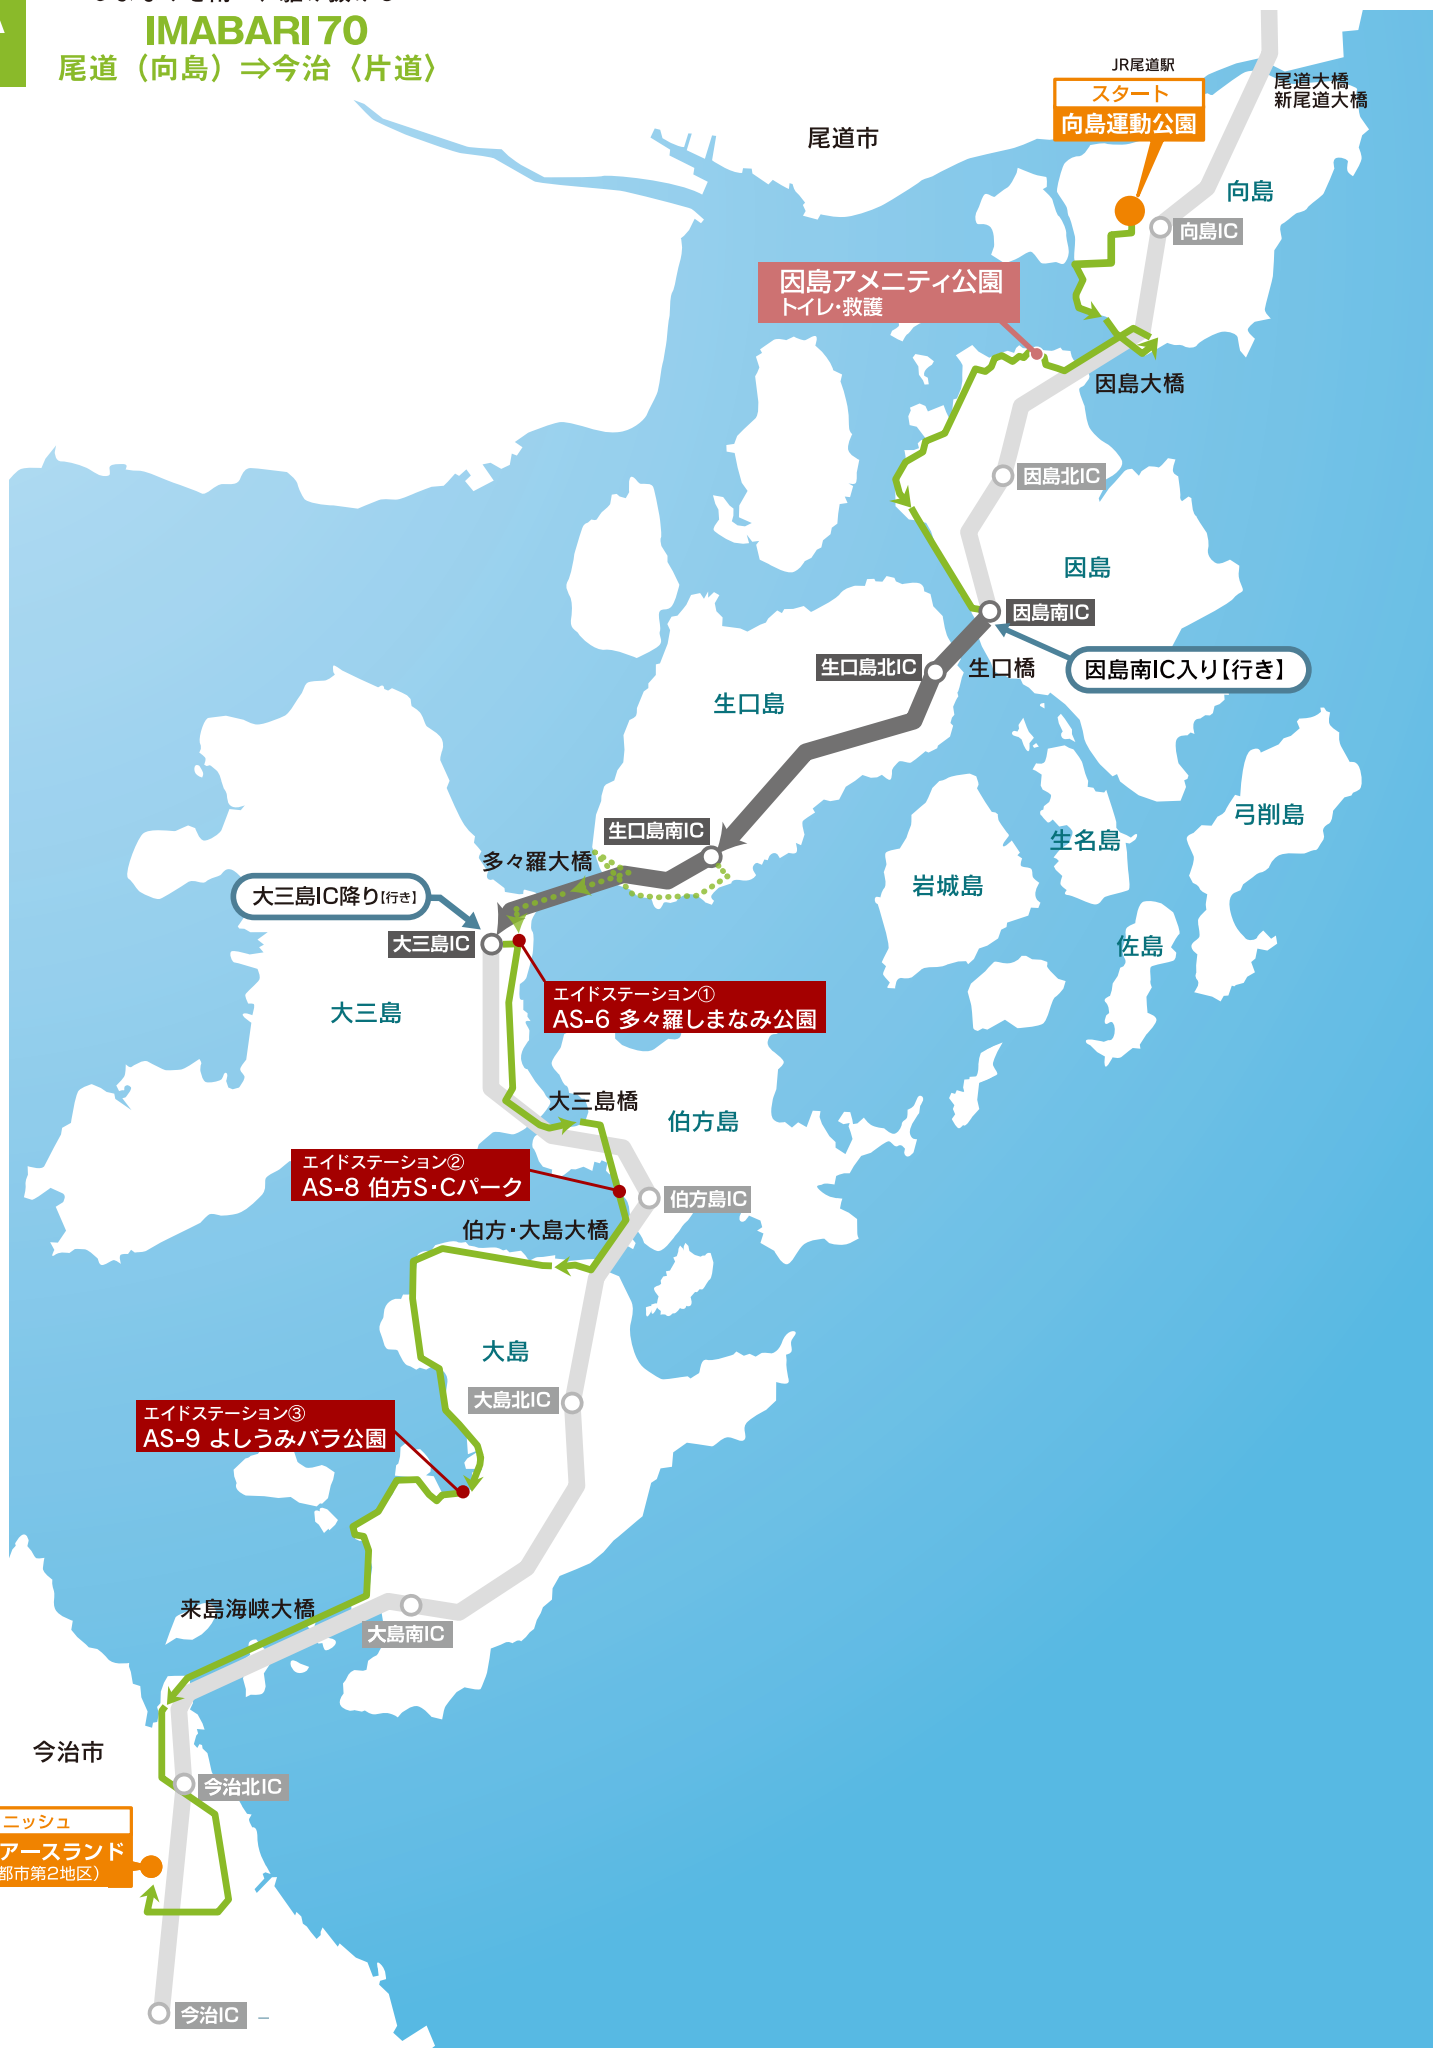 IMABARI 70
尾道（向島）⇒今治〈片道〉
JR尾道駅
スタート
向島運動公園
尾道大橋
新尾道大橋
尾道市
向島
向島IC
因島アメニティ公園
トイレ・救護
因島大橋
因島北IC
因島
因島南IC
因島南IC入り【行き】
生口島北IC
生口橋
生口島
弓削島
生口島南IC
生名島
多々羅大橋
岩城島
大三島IC降り【行き】
佐島
大三島IC
エイドステーション①
AS-6 多々羅しまなみ公園
大三島
大三島橋
伯方島
エイドステーション②
AS-8 伯方S・Cパーク
伯方島IC
伯方・大島大橋
大島
大島北IC
エイドステーション③
AS-9 よしうみバラ公園
来島海峡大橋
大島南IC
今治市
今治北IC
ニッシュ
アースランド
都市第2地区）
今治IC